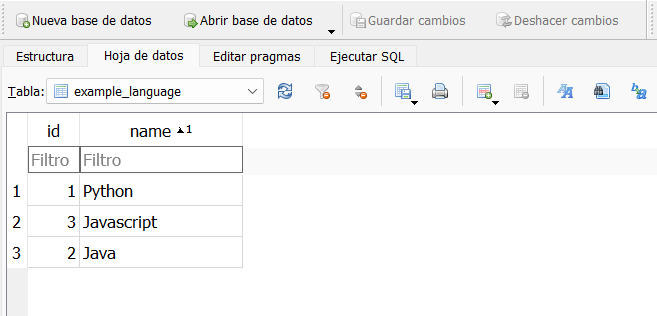 Nueva base de datos Abrir base de datos Guardar cambios Deshacer cambios
Estructura Hoja de datos Editar pragmas Ejecutar SQL
Tabla: example_language
id name 1
Filtro Filtro
1 1 Python
2 3 Javascript
3 2 Java